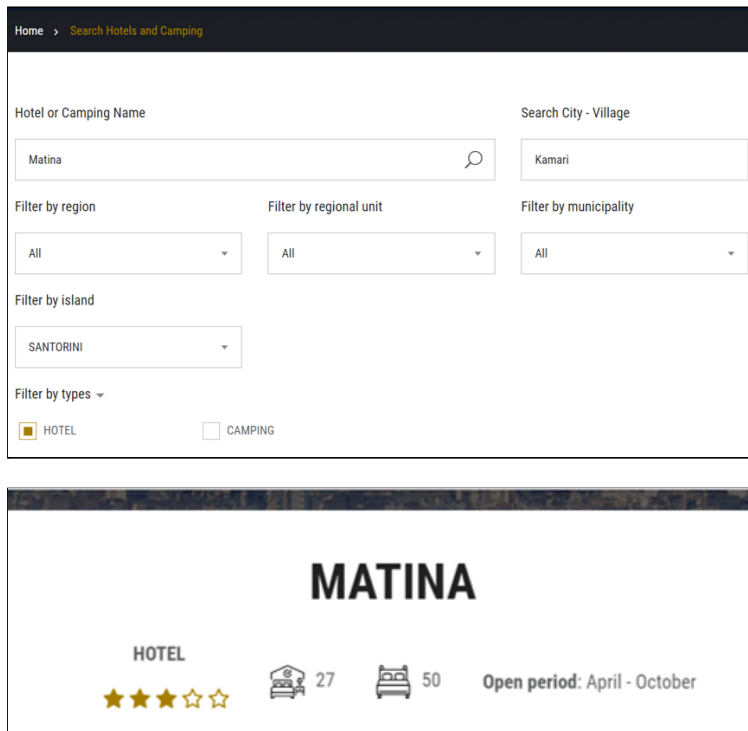 Home > Search Hotels and Camping
Hotel or Camping Name Search City - Village
Matina Kamari
Filter by region Filter by regional unit Filter by municipality
All All All
Filter by island
SANTORINI
Filter by types
HOTEL CAMPING
MATINA
HOTEL
27 50 Open period: April - October